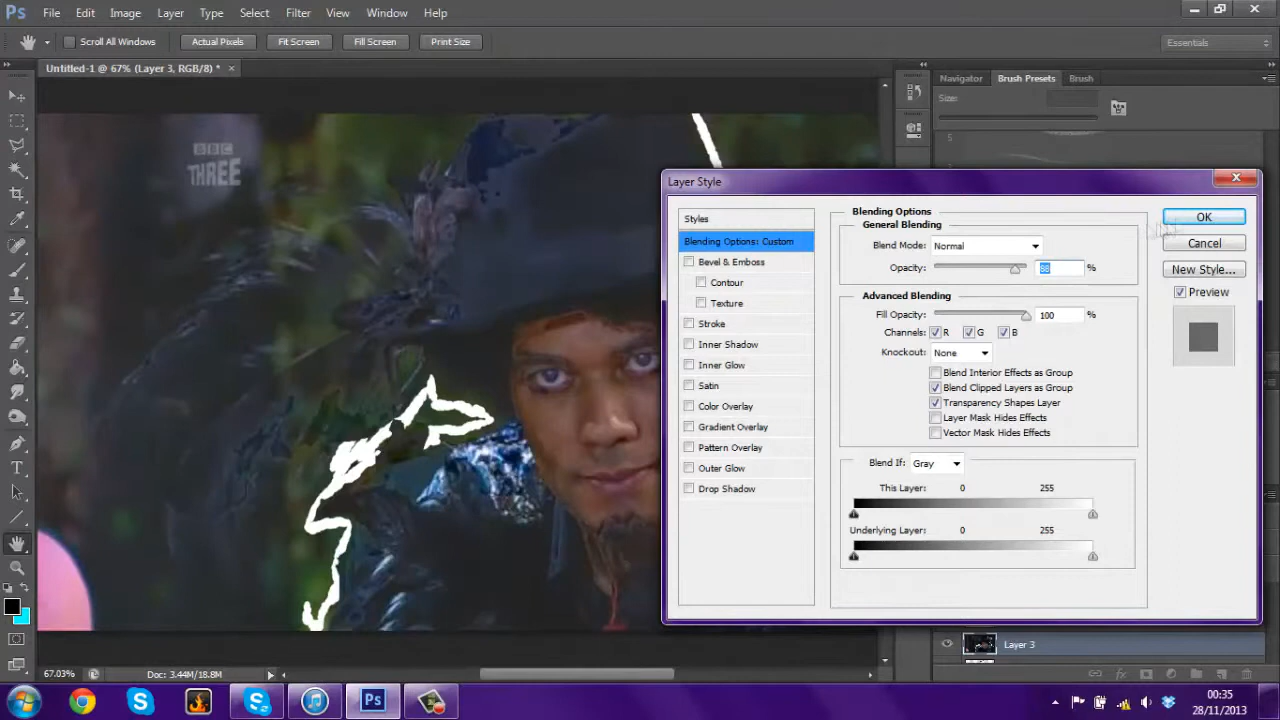 Ps File Edit Image Layer Type Select Filter View Window Help
Scroll All Windows Actual Pixels Fit Screen Fill Screen Print Size Essentials
Untitled-1 @ 67% (Layer 3, RGB/8) * ×
Navigator Brush Presets Brush
Size:
5
BBC
THREE
Layer Style
Styles
Blending Options: Custom
Bevel & Emboss
Contour
Texture
Stroke
Inner Shadow
Inner Glow
Satin
Color Overlay
Gradient Overlay
Pattern Overlay
Outer Glow
Drop Shadow
Blending Options
General Blending
Blend Mode: Normal
Opacity: 88 %
Advanced Blending
Fill Opacity: 100 %
Channels: R G B
Knockout: None
Blend Interior Effects as Group
Blend Clipped Layers as Group
Transparency Shapes Layer
Layer Mask Hides Effects
Vector Mask Hides Effects
Blend If: Gray
This Layer: 0 255
Underlying Layer: 0 255
OK
Cancel
New Style...
Preview
Layer 3
67.03% Doc: 3.44M/18.8M
00:35
28/11/2013